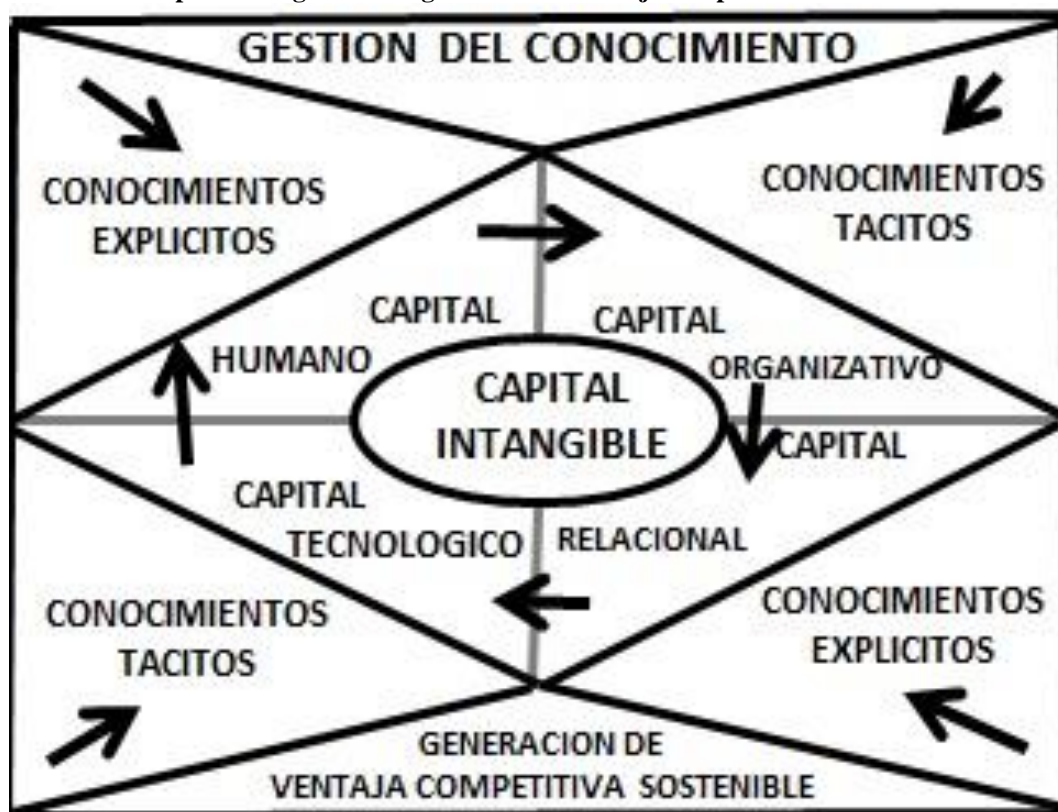 GESTION DEL CONOCIMIENTO
CONOCIMIENTOS
EXPLICITOS
CONOCIMIENTOS
TACITOS
CAPITAL
HUMANO
CAPITAL
ORGANIZATIVO
CAPITAL
INTANGIBLE
CAPITAL
RELACIONAL
CAPITAL
TECNOLOGICO
CONOCIMIENTOS
TACITOS
CONOCIMIENTOS
EXPLICITOS
GENERACION DE
VENTAJA COMPETITIVA SOSTENIBLE